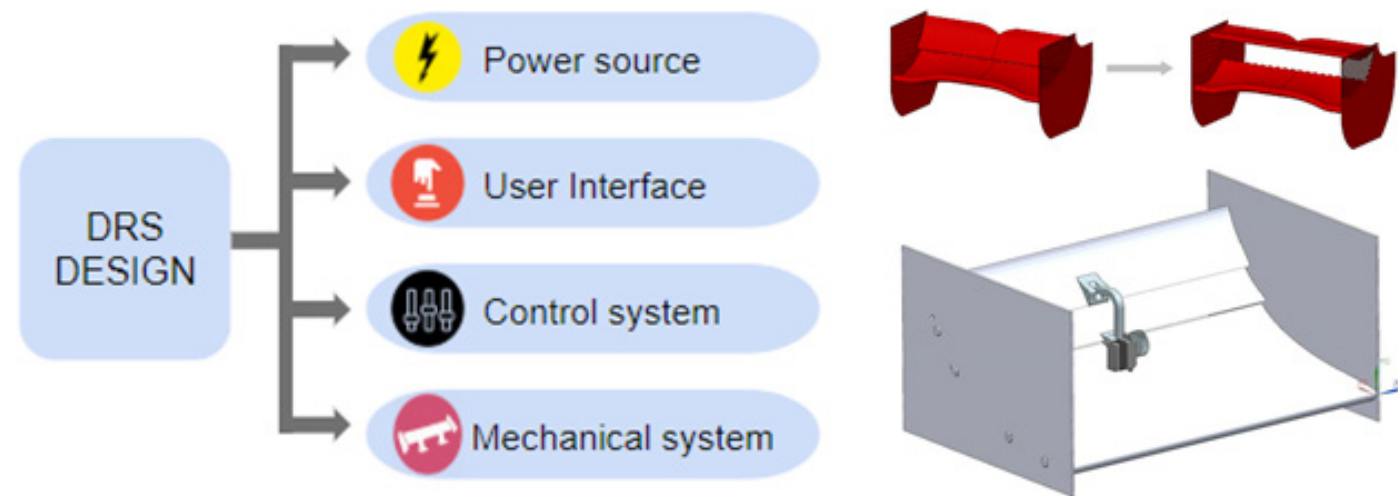 DRS
DESIGN
Power source
User Interface
Control system
Mechanical system